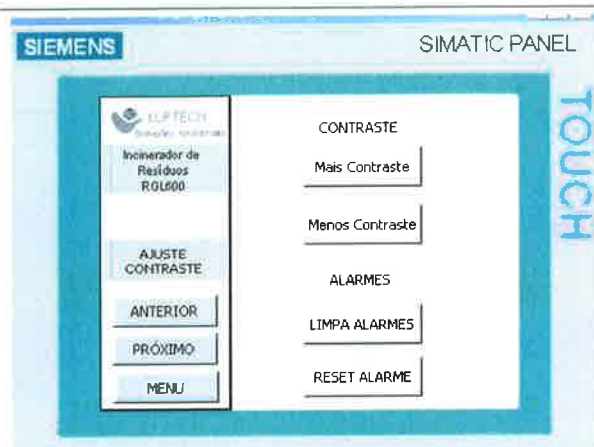 SIEMENS
SIMATIC PANEL
TOUCH
LUFTECH
Incinerador de
Resíduos
RGL600
AJUSTE
CONTRASTE
ANTERIOR
PRÓXIMO
MENU
CONTRASTE
Mais Contraste
Menos Contraste
ALARMES
LIMPA ALARMES
RESET ALARME